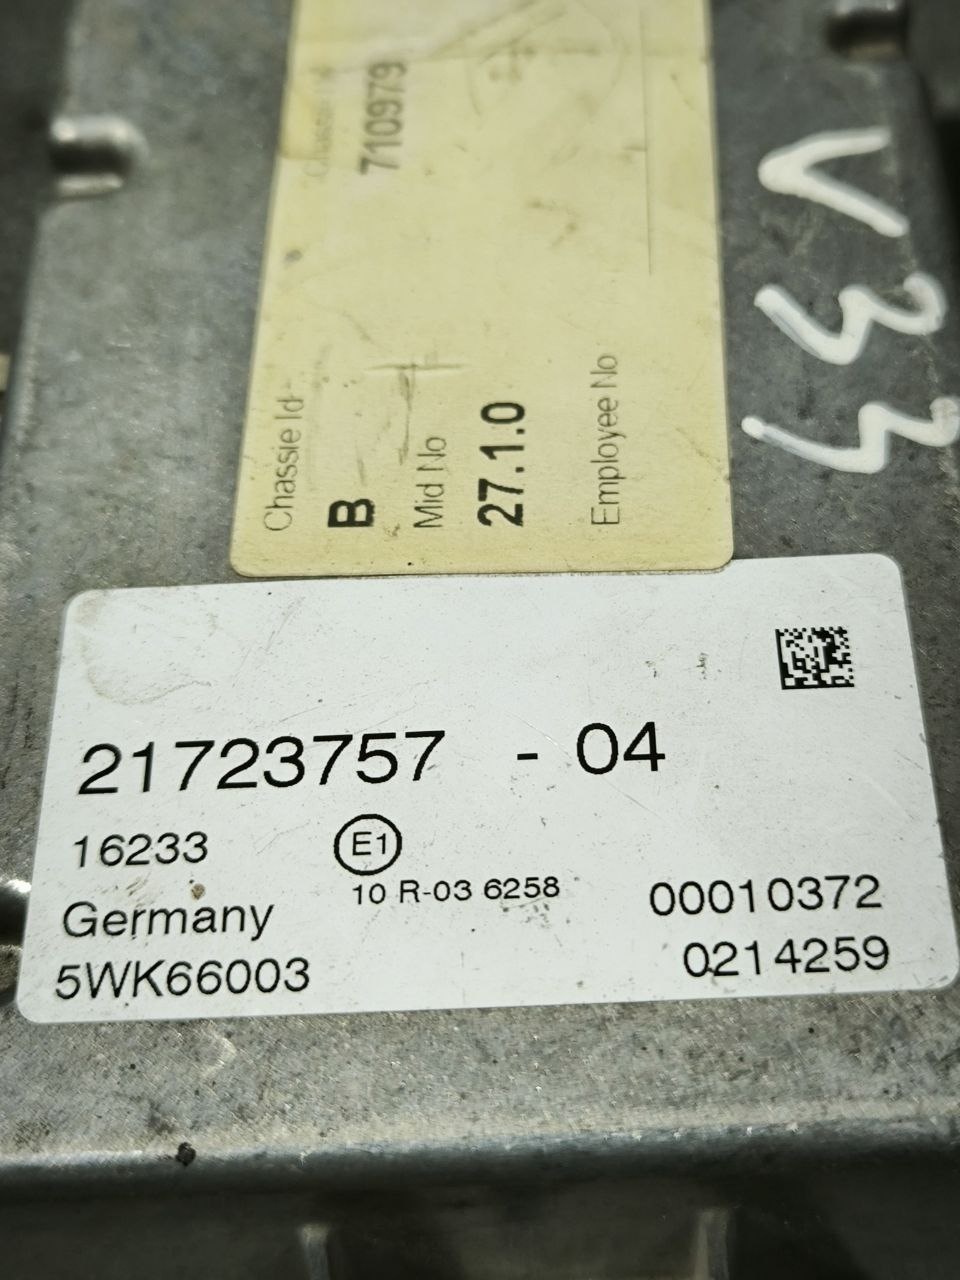 Chassie Id
B
710979
Mid No
27.1.0
Employee No
V33
21723757 - 04
16233
E1
10 R-03 6258
Germany
00010372
5WK66003
0214259